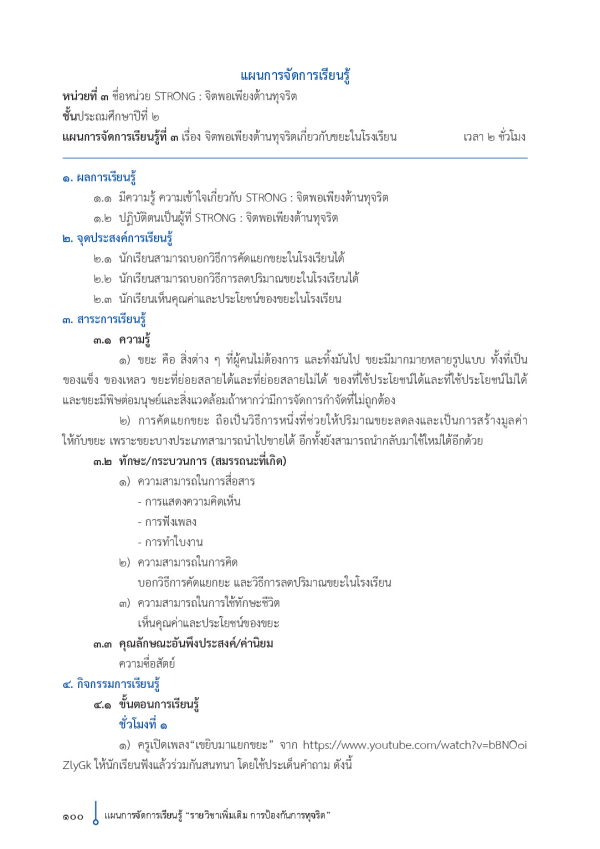 แผนการจัดการเรียนรู้
หน่วยที่ ๓ ชื่อหน่วย STRONG : จิตพอเพียงต้านทุจริต
ชั้นประถมศึกษาปีที่ ๒
แผนการจัดการเรียนรู้ที่ ๓ เรื่อง จิตพอเพียงต้านทุจริตเกี่ยวกับขยะในโรงเรียน เวลา ๒ ชั่วโมง
๑. ผลการเรียนรู้
๑.๑ มีความรู้ ความเข้าใจเกี่ยวกับ STRONG : จิตพอเพียงต้านทุจริต
๑.๒ ปฏิบัติตนเป็นผู้ที่ STRONG : จิตพอเพียงต้านทุจริต
๒. จุดประสงค์การเรียนรู้
๒.๑ นักเรียนสามารถบอกวิธีการคัดแยกขยะในโรงเรียนได้
๒.๒ นักเรียนสามารถบอกวิธีการลดปริมาณขยะในโรงเรียนได้
๒.๓ นักเรียนเห็นคุณค่าและประโยชน์ของขยะในโรงเรียน
๓. สาระการเรียนรู้
๓.๑ ความรู้
๑) ขยะ คือ สิ่งต่าง ๆ ที่ผู้คนไม่ต้องการ และทิ้งมันไป ขยะมีมากมายหลายรูปแบบ ทั้งที่เป็น
ของแข็ง ของเหลว ขยะที่ย่อยสลายได้และที่ย่อยสลายไม่ได้ ของที่ใช้ประโยชน์ได้และที่ใช้ประโยชน์ไม่ได้
และขยะมีพิษต่อมนุษย์และสิ่งแวดล้อมถ้าหากว่ามีการจัดการกำจัดที่ไม่ถูกต้อง
๒) การคัดแยกขยะ ถือเป็นวิธีการหนึ่งที่ช่วยให้ปริมาณขยะลดลงและเป็นการสร้างมูลค่า
ให้กับขยะ เพราะขยะบางประเภทสามารถนำไปขายได้ อีกทั้งยังสามารถนำกลับมาใช้ใหม่ได้อีกด้วย
๓.๒ ทักษะ/กระบวนการ (สมรรถนะที่เกิด)
๑) ความสามารถในการสื่อสาร
- การแสดงความคิดเห็น
- การฟังเพลง
- การทำใบงาน
๒) ความสามารถในการคิด
บอกวิธีการคัดแยกยะ และวิธีการลดปริมาณขยะในโรงเรียน
๓) ความสามารถในการใช้ทักษะชีวิต
เห็นคุณค่าและประโยชน์ของขยะ
๓.๓ คุณลักษณะอันพึงประสงค์/ค่านิยม
ความซื่อสัตย์
๔. กิจกรรมการเรียนรู้
๔.๑ ขั้นตอนการเรียนรู้
ชั่วโมงที่ ๑
๑) ครูเปิดเพลง“เขยิบมาแยกขยะ” จาก https://www.youtube.com/watch?v=bBNO๐i
ZlyGk ให้นักเรียนฟังแล้วร่วมกันสนทนา โดยใช้ประเด็นคำถาม ดังนี้
๑๐๐ แผนการจัดการเรียนรู้ “รายวิชาเพิ่มเติม การป้องกันการทุจริต”